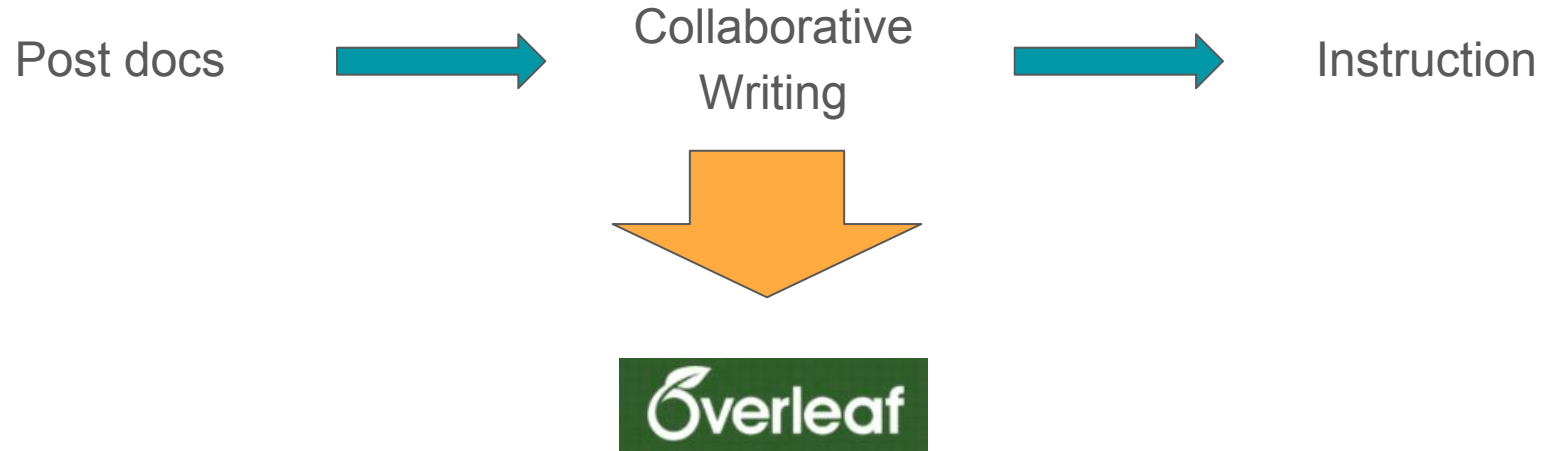 Post docs
Collaborative
Writing
Instruction
Overleaf